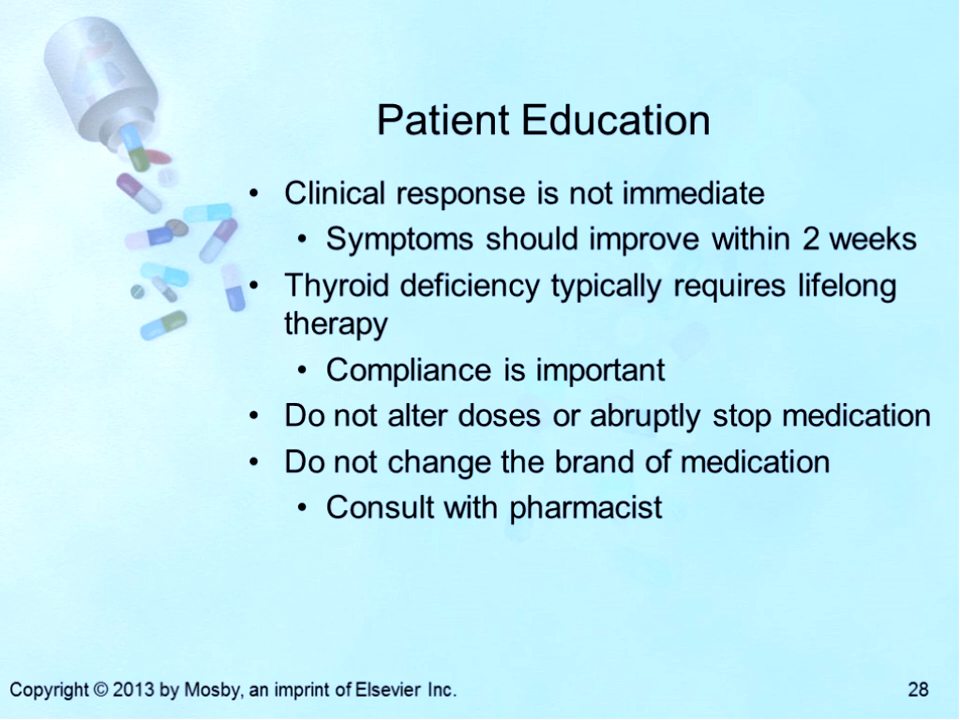 Patient Education
• Clinical response is not immediate
• Symptoms should improve within 2 weeks
• Thyroid deficiency typically requires lifelong
therapy
• Compliance is important
• Do not alter doses or abruptly stop medication
• Do not change the brand of medication
• Consult with pharmacist
Copyright © 2013 by Mosby, an imprint of Elsevier Inc.
28